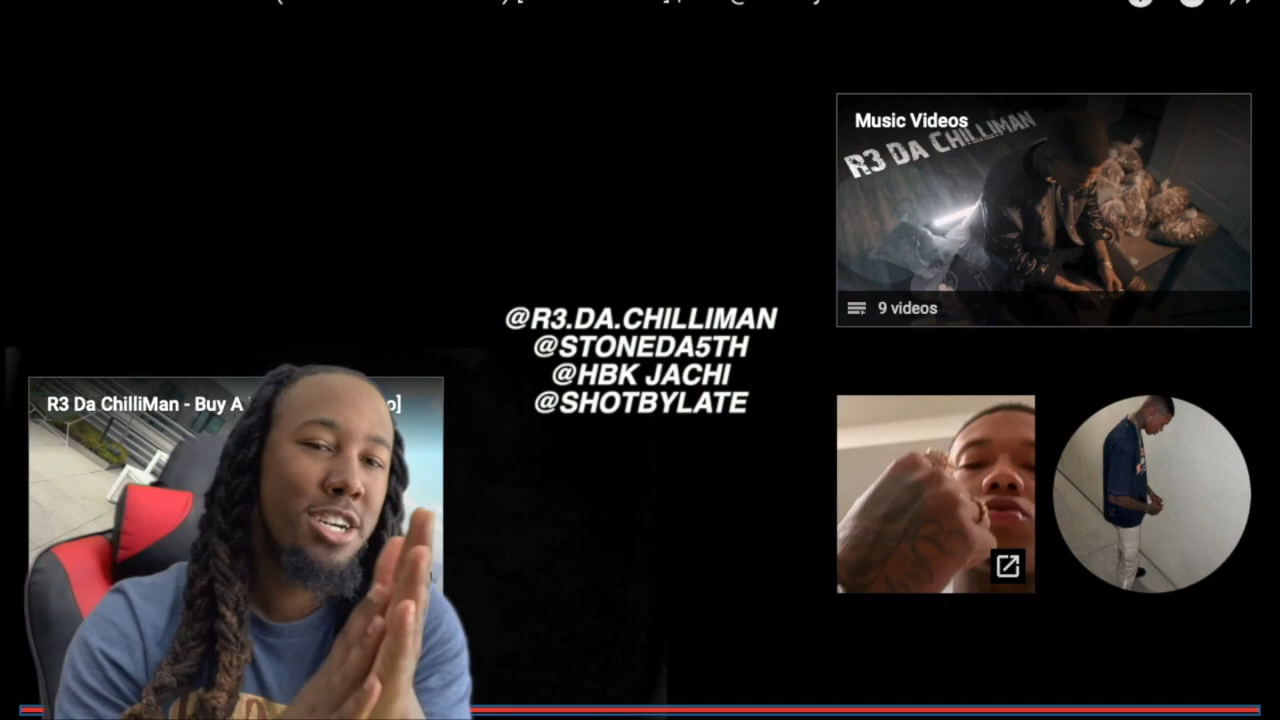 Music Videos
R3 DA CHILLIMAN
9 videos
@R3.DA.CHILLIMAN
@STONEDA5TH
@HBK JACHI
@SHOTBYLATE
R3 Da ChilliMan - Buy A o]